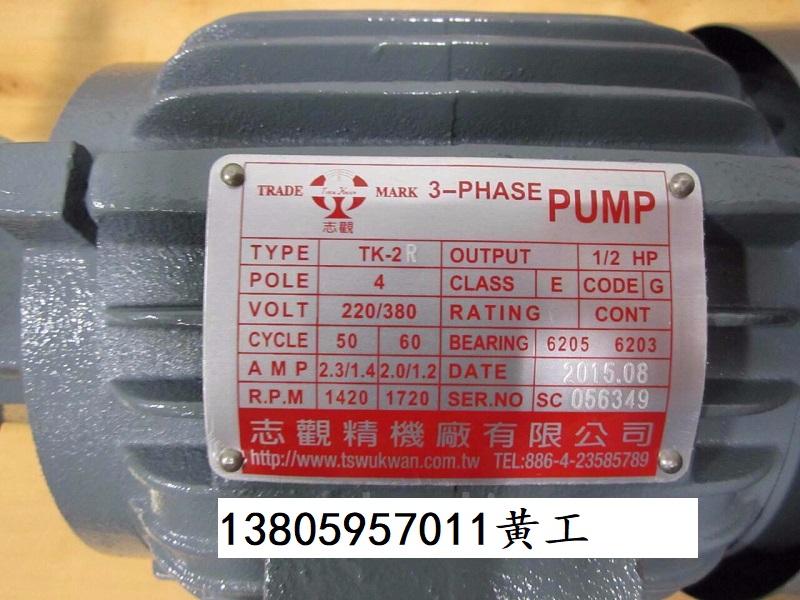 TRADE MARK 3-PHASE PUMP
志觀
TYPE TK-2R OUTPUT 1/2 HP
POLE 4 CLASS E CODE G
VOLT 220/380 RATING CONT
CYCLE 50 60 BEARING 6205 6203
AMP 2.3/1.4 2.0/1.2 DATE 2015.08
R.P.M 1420 1720 SER.NO SC 056349
志觀精機廠有限公司
http://www.tswukwan.com.tw TEL:886-4-23585789
13805957011黄工